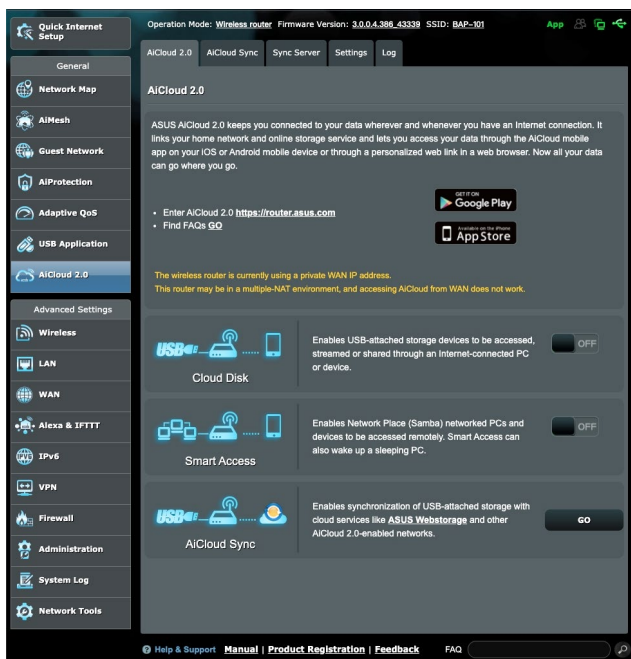 Quick Internet
Setup
Operation Mode: Wireless router Firmware Version: 3.0.0.4.386_43339 SSID: BAP-101
App
General
Network Map
AiMesh
Guest Network
AiProtection
Adaptive QoS
USB Application
AiCloud 2.0
Advanced Settings
Wireless
LAN
WAN
Alexa & IFTTT
IPv6
VPN
Firewall
Administration
System Log
Network Tools
AiCloud 2.0 AiCloud Sync Sync Server Settings Log
AiCloud 2.0
ASUS AiCloud 2.0 keeps you connected to your data wherever and whenever you have an Internet connection. It
links your home network and online storage service and lets you access your data through the AiCloud mobile
app on your iOS or Android mobile device or through a personalized web link in a web browser. Now all your data
can go where you go.
• Enter AiCloud 2.0 https://router.asus.com
• Find FAQs GO
GET IT ON
Google Play
Available on the iPhone
App Store
The wireless router is currently using a private WAN IP address.
This router may be in a multiple-NAT environment, and accessing AiCloud from WAN does not work.
USB
Cloud Disk
Enables USB-attached storage devices to be accessed,
streamed or shared through an Internet-connected PC
or device.
OFF
Smart Access
Enables Network Place (Samba) networked PCs and
devices to be accessed remotely. Smart Access can
also wake up a sleeping PC.
OFF
USB
AiCloud Sync
Enables synchronization of USB-attached storage with
cloud services like ASUS Webstorage and other
AiCloud 2.0-enabled networks.
GO
Help & Support Manual | Product Registration | Feedback FAQ